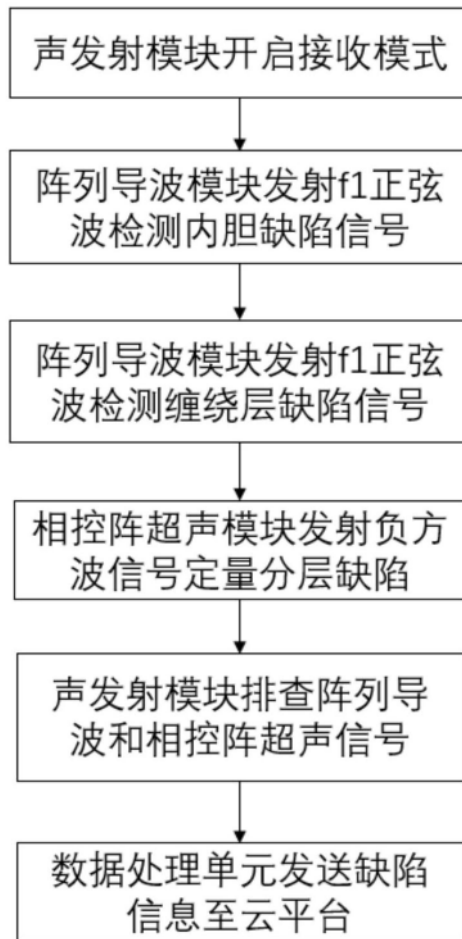 声发射模块开启接收模式
阵列导波模块发射f1正弦
波检测内胆缺陷信号
阵列导波模块发射f1正弦
波检测缠绕层缺陷信号
相控阵超声模块发射负方
波信号定量分层缺陷
声发射模块排查阵列导
波和相控阵超声信号
数据处理单元发送缺陷
信息至云平台